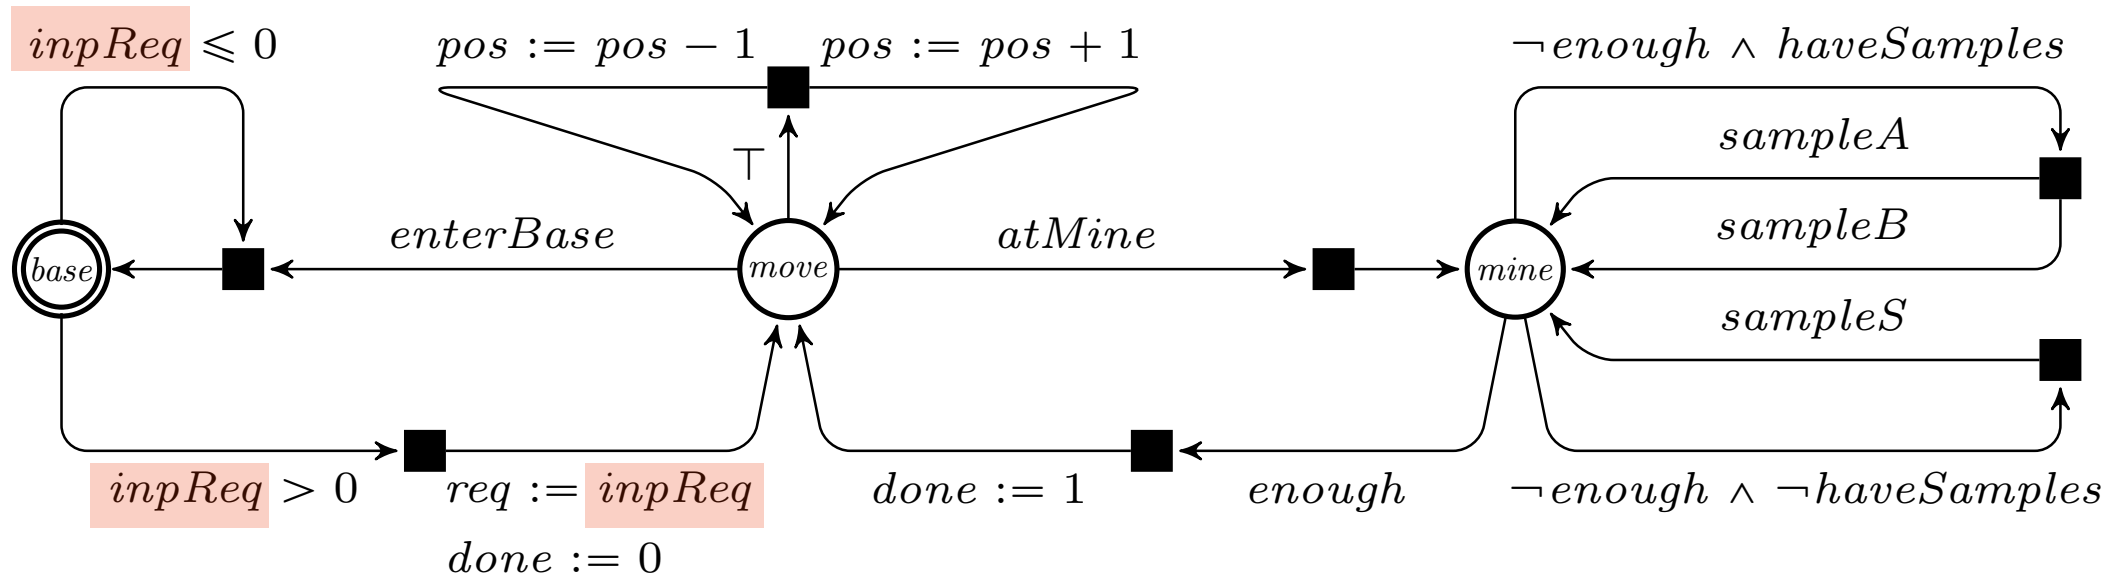 inpReq ⩽ 0
pos := pos − 1
pos := pos + 1
¬enough ∧ haveSamples
sampleA
⊤
enterBase
atMine
sampleB
base
move
mine
sampleS
inpReq > 0
req := inpReq
done := 0
done := 1
enough
¬enough ∧ ¬haveSamples